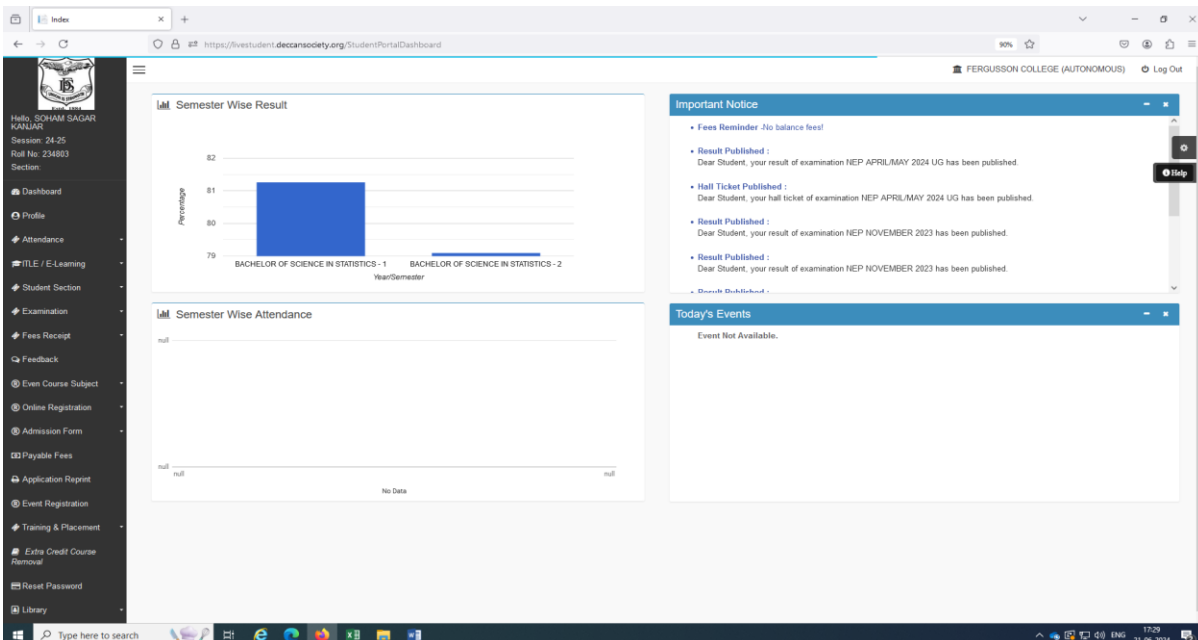 Index
https://livestudent.deccansociety.org/StudentPortalDashboard
90%
FERGUSSON COLLEGE (AUTONOMOUS)
Log Out
Hello, SOHAM SAGAR
KANJAR
Session: 24-25
Roll No: 234803
Section:
Dashboard
Profile
Attendance
ITLE / E-Learning
Student Section
Examination
Fees Receipt
Feedback
Even Course Subject
Online Registration
Admission Form
Payable Fees
Application Reprint
Event Registration
Training & Placement
Extra Credit Course
Removal
Reset Password
Library
Semester Wise Result
82
81
80
79
Percentage
BACHELOR OF SCIENCE IN STATISTICS - 1
BACHELOR OF SCIENCE IN STATISTICS - 2
Year/Semester
Semester Wise Attendance
null
null
null
null
No Data
Important Notice
Fees Reminder -No balance fees!
Result Published :
Dear Student, your result of examination NEP APRIL/MAY 2024 UG has been published.
Hall Ticket Published :
Dear Student, your hall ticket of examination NEP APRIL/MAY 2024 UG has been published.
Result Published :
Dear Student, your result of examination NEP NOVEMBER 2023 has been published.
Result Published :
Dear Student, your result of examination NEP NOVEMBER 2023 has been published.
Result Published :
Help
Today's Events
Event Not Available.
Type here to search
ENG
17:29
21-06-2024